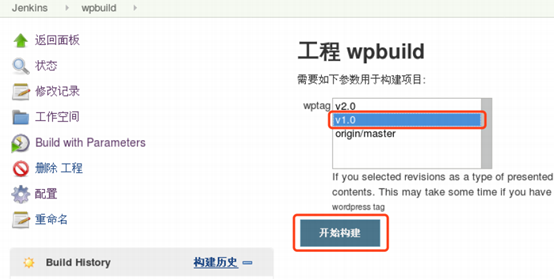 Jenkins wpbuild
返回面板
状态
修改记录
工作空间
Build with Parameters
删除 工程
配置
重命名
Build History 构建历史
工程 wpbuild
需要如下参数用于构建项目:
wptag v2.0
v1.0
origin/master
If you selected revisions as a type of presented
contents. This may take some time if you have
wordpress tag
开始构建